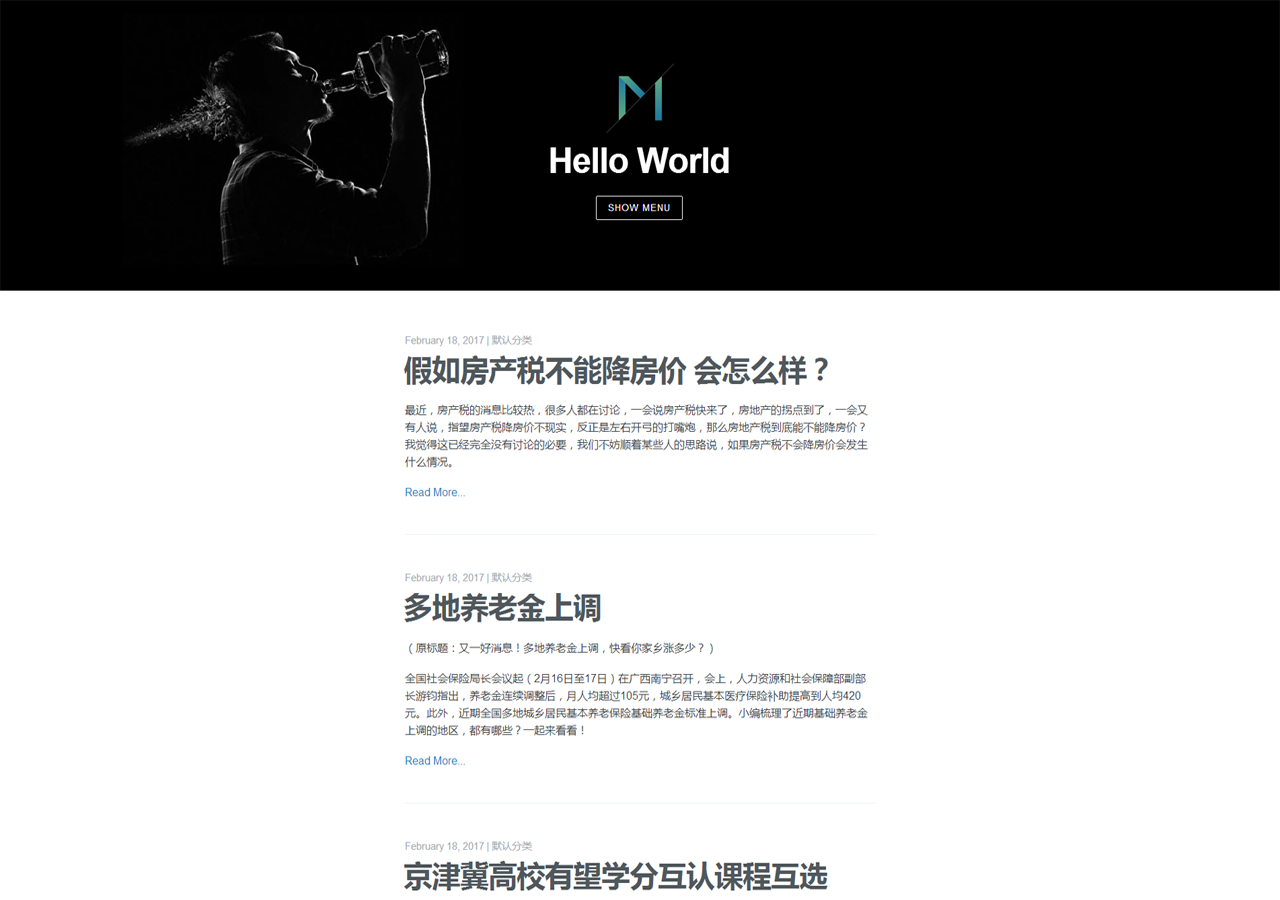 Hello World
SHOW MENU
February 18, 2017 | 默认分类
假如房产税不能降房价 会怎么样？
最近，房产税的消息比较热，很多人都在讨论，一会说房产税快来了，房地产的拐点到了，一会又
有人说，指望房产税降房价不现实，反正是左右开弓的打嘴炮，那么房地产税到底能不能降房价？
我觉得这已经完全没有讨论的必要，我们不妨顺着某些人的思路说，如果房产税不会降房价会发生
什么情况。
Read More...
February 18, 2017 | 默认分类
多地养老金上调
（原标题：又一好消息！多地养老金上调，快看你家乡涨多少？）
全国社会保险局长会议起（2月16日至17日）在广西南宁召开，会上，人力资源和社会保障部副部
长游钧指出，养老金连续调整后，月人均超过105元，城乡居民基本医疗保险补助提高到人均420
元。此外，近期全国多地城乡居民基本养老保险基础养老金标准上调。小编梳理了近期基础养老金
上调的地区，都有哪些？一起来看看！
Read More...
February 18, 2017 | 默认分类
京津冀高校有望学分互认课程互选